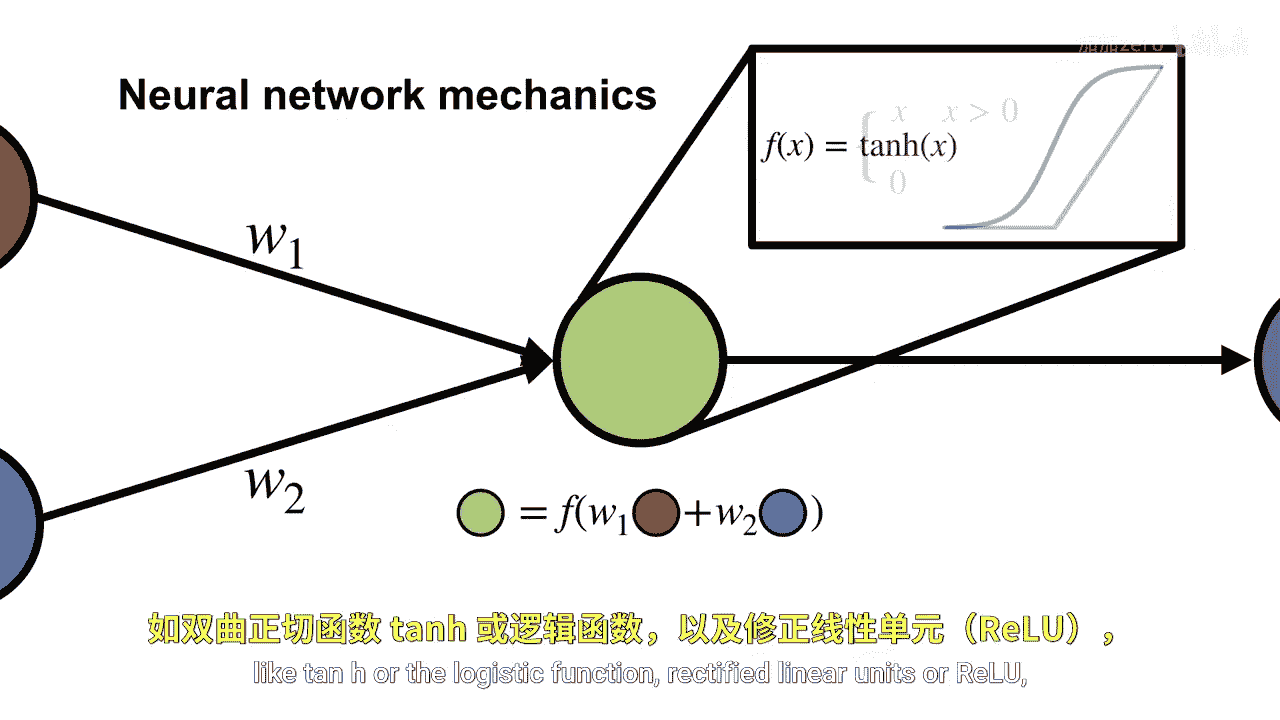 Neural network mechanics
x x > 0
f(x) = tanh(x)
0
w1
w2
= f(w1 + w2 )
如双曲正切函数 tanh 或逻辑函数，以及修正线性单元（ReLU），
like tan h or the logistic function, rectified linear units or ReLU,